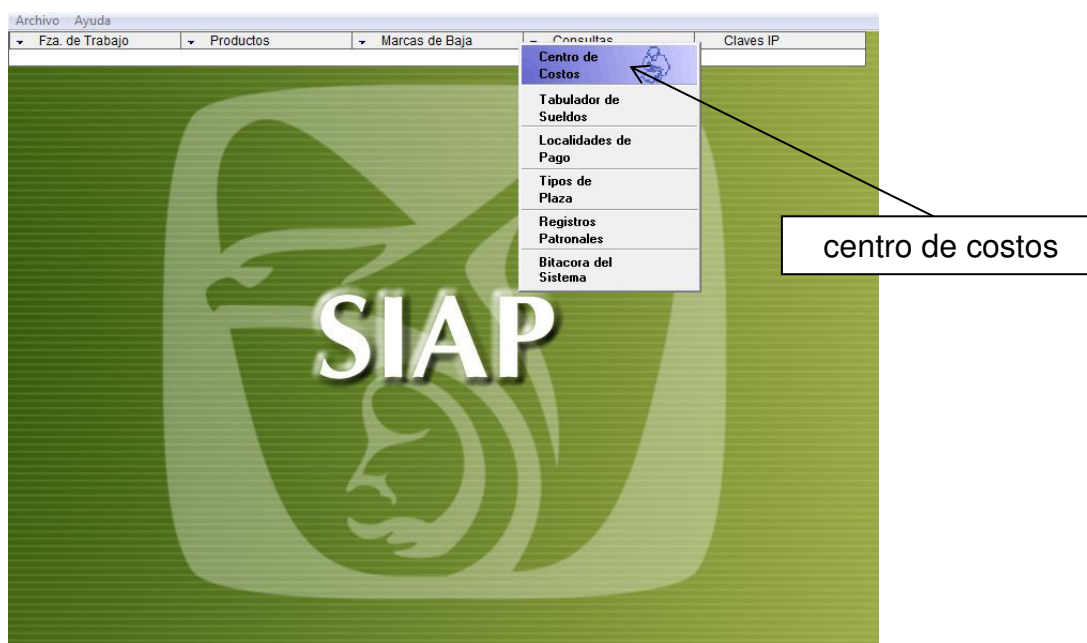 Archivo Ayuda
Fza. de Trabajo Productos Marcas de Baja Consultas Claves IP
Centro de
Costos
Tabulador de
Sueldos
Localidades de
Pago
Tipos de
Plaza
Registros
Patronales
Bitacora del
Sistema
centro de costos
SIAP